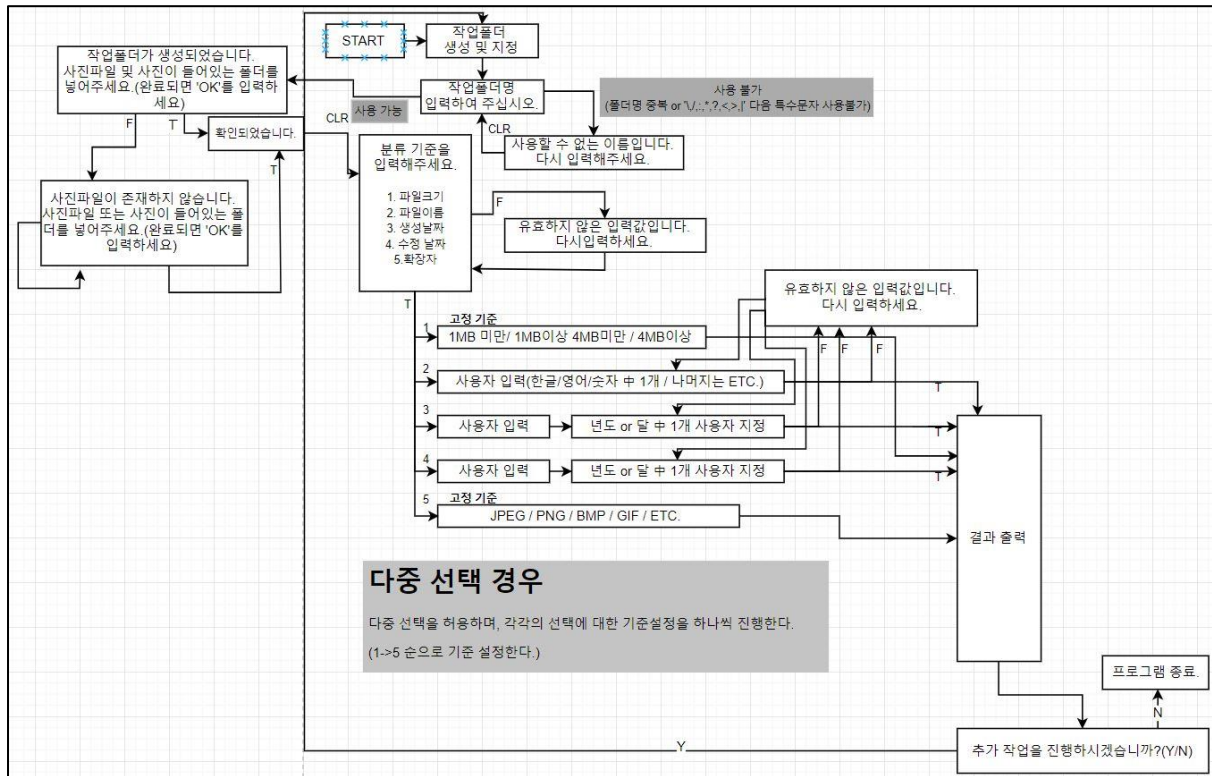 START
작업폴더
생성 및 지정
작업폴더가 생성되었습니다.
사진파일 및 사진이 들어있는 폴더를
넣어주세요.(완료되면 'OK'를 입력하
세요)
작업폴더명
입력하여 주십시오.
사용 불가
(폴더명 중복 or '\,/,:,*,?,<,>,|' 다음 특수문자 사용불가)
사용 가능
F
T
확인되었습니다.
CLR
CLR
사용할 수 없는 이름입니다.
다시 입력해주세요.
분류 기준을
입력해주세요.
1. 파일크기
2. 파일이름
3. 생성날짜
4. 수정 날짜
5.확장자
T
사진파일이 존재하지 않습니다.
사진파일 또는 사진이 들어있는 폴
더를 넣어주세요.(완료되면 'OK'를
입력하세요)
F
유효하지 않은 입력값입니다.
다시입력하세요.
유효하지 않은 입력값입니다.
다시 입력하세요.
T
고정 기준
1
1MB 미만/ 1MB이상 4MB미만 / 4MB이상
F
F
F
2
사용자 입력(한글/영어/숫자 中 1개 / 나머지는 ETC.)
T
3
사용자 입력
년도 or 달 中 1개 사용자 지정
T
4
사용자 입력
년도 or 달 中 1개 사용자 지정
T
5
고정 기준
JPEG / PNG / BMP / GIF / ETC.
결과 출력
다중 선택 경우
다중 선택을 허용하며, 각각의 선택에 대한 기준설정을 하나씩 진행한다.
(1->5 순으로 기준 설정한다.)
프로그램 종료.
N
Y
추가 작업을 진행하시겠습니까?(Y/N)